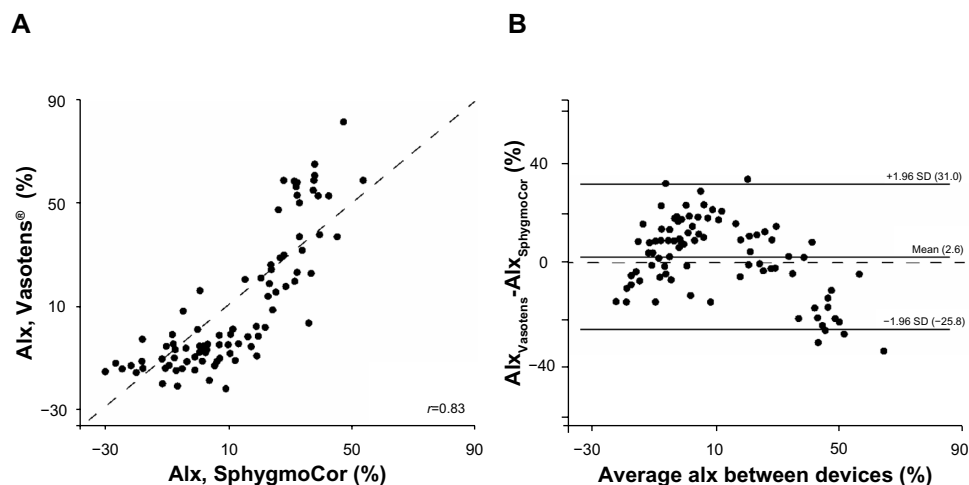 A
AIx, Vasotens® (%)
90
50
10
−30
r=0.83
−30
10
50
90
AIx, SphygmoCor (%)
B
AIxVasotens-AIxSphygmoCor (%)
40
0
−40
+1.96 SD (31.0)
Mean (2.6)
−1.96 SD (−25.8)
−30
10
50
90
Average aIx between devices (%)